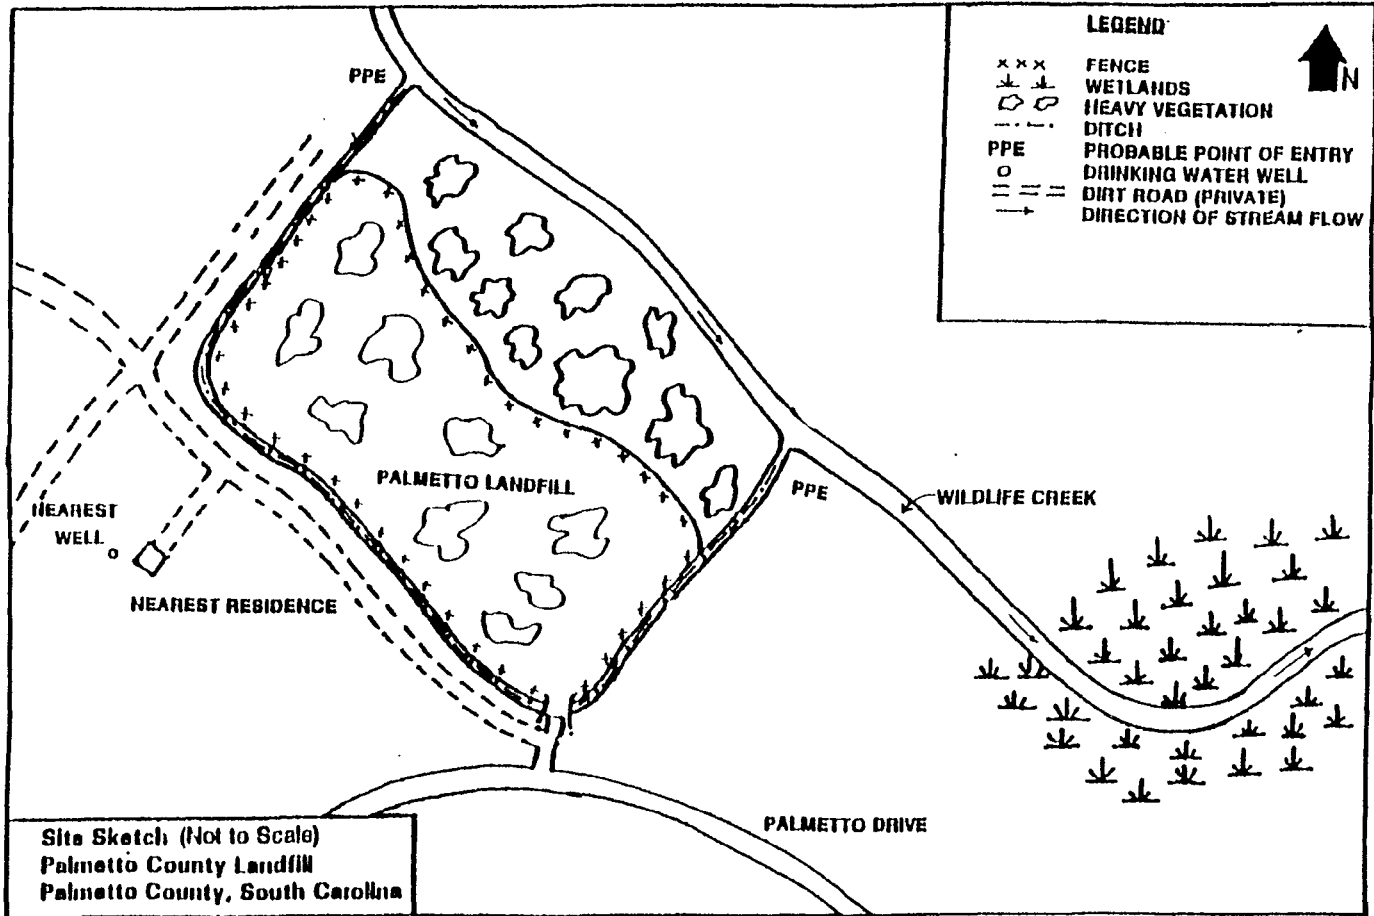 LEGEND
N
x x x FENCE
WETLANDS
HEAVY VEGETATION
DITCH
PPE PROBABLE POINT OF ENTRY
DRINKING WATER WELL
DIRT ROAD (PRIVATE)
DIRECTION OF STREAM FLOW
PPE
PALMETTO LANDFILL
PPE
WILDLIFE CREEK
NEAREST
WELL
NEAREST RESIDENCE
PALMETTO DRIVE
Site Sketch (Not to Scale)
Palmetto County Landfill
Palmetto County, South Carolina